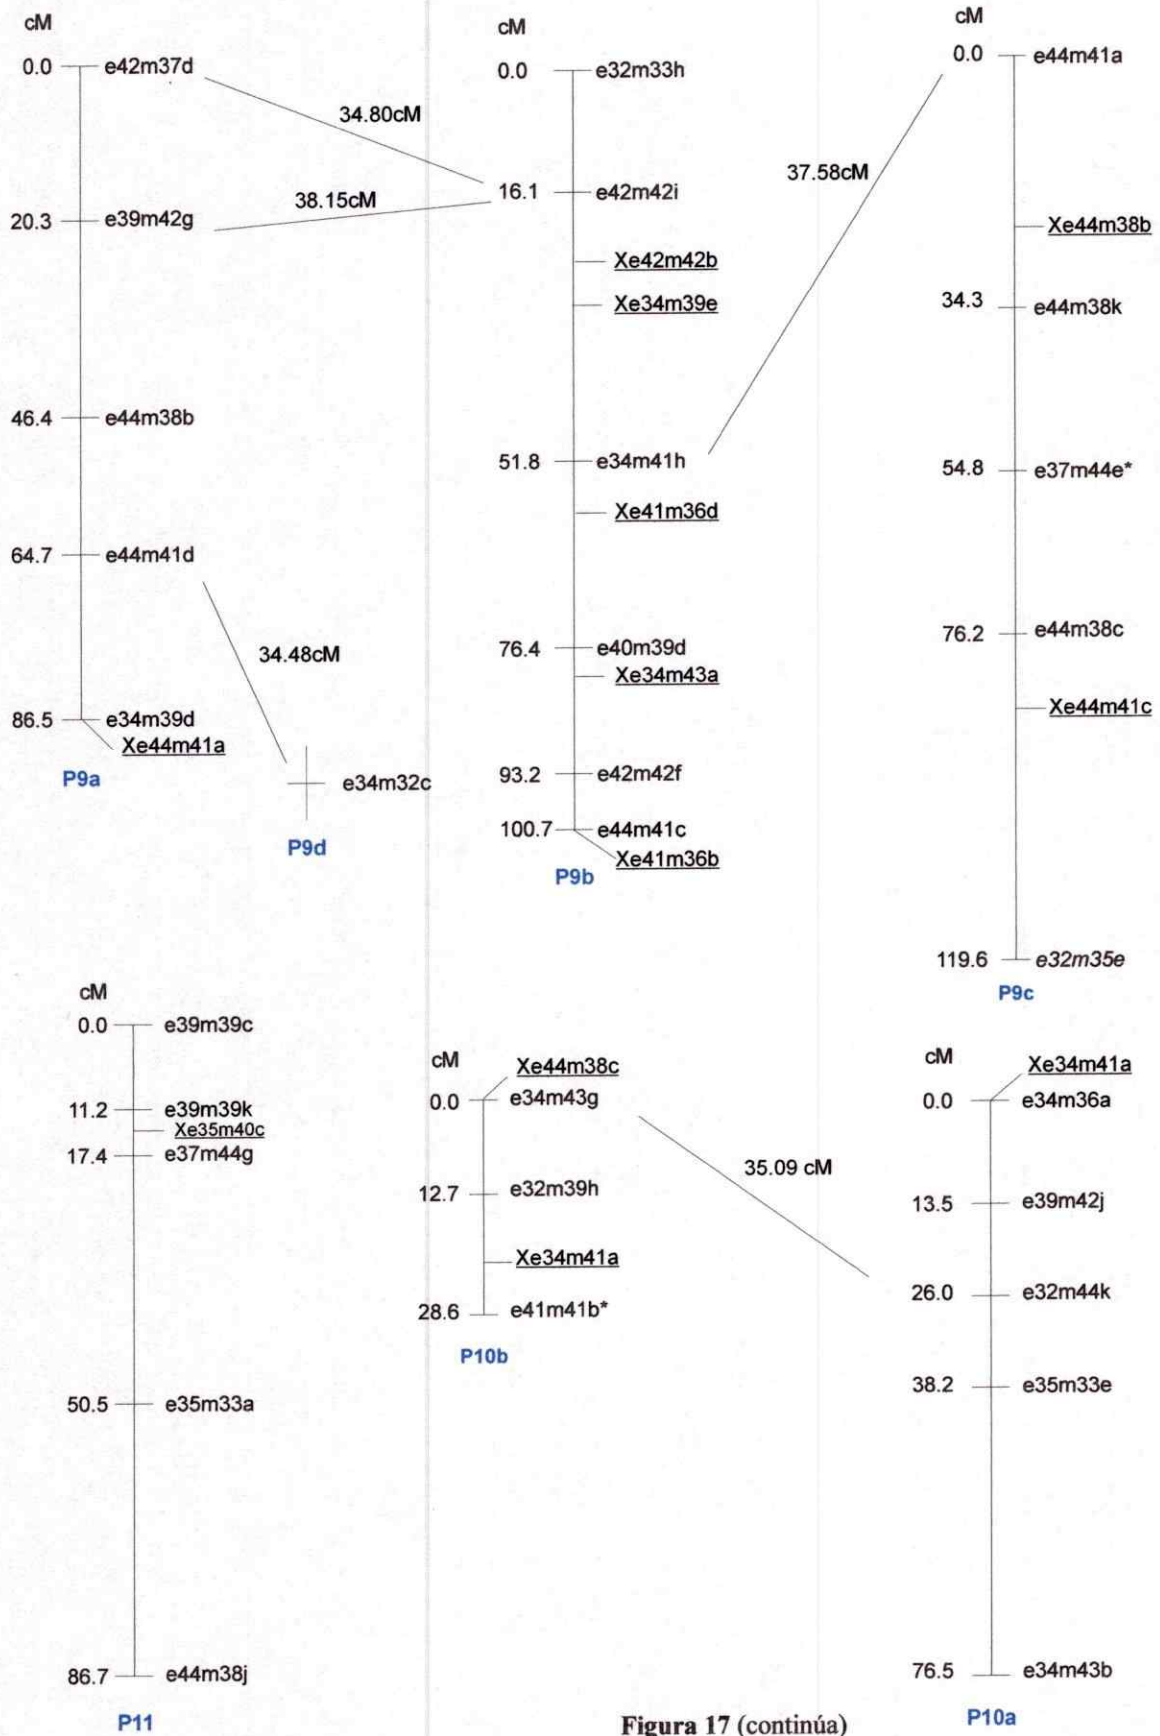 cM
0.0 e42m37d
20.3 e39m42g
46.4 e44m38b
64.7 e44m41d
86.5 e34m39d
Xe44m41a
P9a
34.80cM
38.15cM
34.48cM
e34m32c
P9d
cM
0.0 e32m33h
16.1 e42m42i
Xe42m42b
Xe34m39e
51.8 e34m41h
Xe41m36d
76.4 e40m39d
Xe34m43a
93.2 e42m42f
100.7 e44m41c
Xe41m36b
P9b
37.58cM
cM
0.0 e44m41a
Xe44m38b
34.3 e44m38k
54.8 e37m44e*
76.2 e44m38c
Xe44m41c
119.6 e32m35e
P9c
cM
0.0 e39m39c
11.2 e39m39k
Xe35m40c
17.4 e37m44g
50.5 e35m33a
86.7 e44m38j
P11
cM
Xe44m38c
0.0 e34m43g
12.7 e32m39h
Xe34m41a
28.6 e41m41b*
P10b
35.09 cM
cM
Xe34m41a
0.0 e34m36a
13.5 e39m42j
26.0 e32m44k
38.2 e35m33e
76.5 e34m43b
P10a
Figura 17 (continúa)